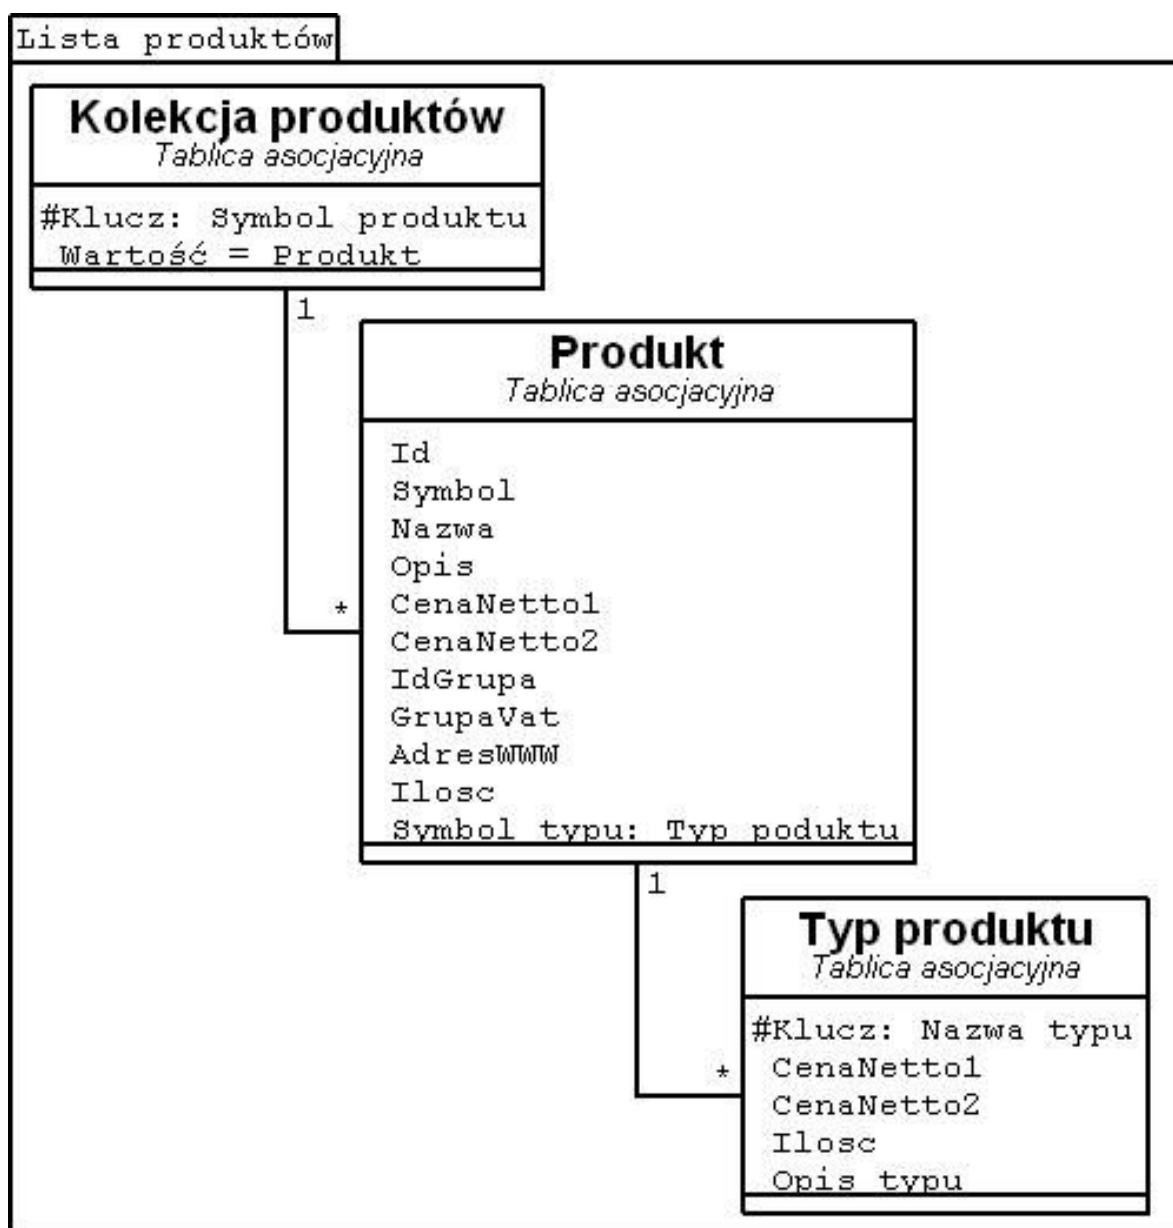 Lista produktów
Kolekcja produktów
Tablica asocjacyjna
#Klucz: Symbol produktu
Wartość = Produkt
1
Produkt
Tablica asocjacyjna
Id
Symbol
Nazwa
Opis
CenaNetto1
*
CenaNetto2
IdGrupa
GrupaVat
AdresWWW
Ilosc
Symbol typu: Typ poduktu
1
Typ produktu
Tablica asocjacyjna
#Klucz: Nazwa typu
*
CenaNetto1
CenaNetto2
Ilosc
Opis typu